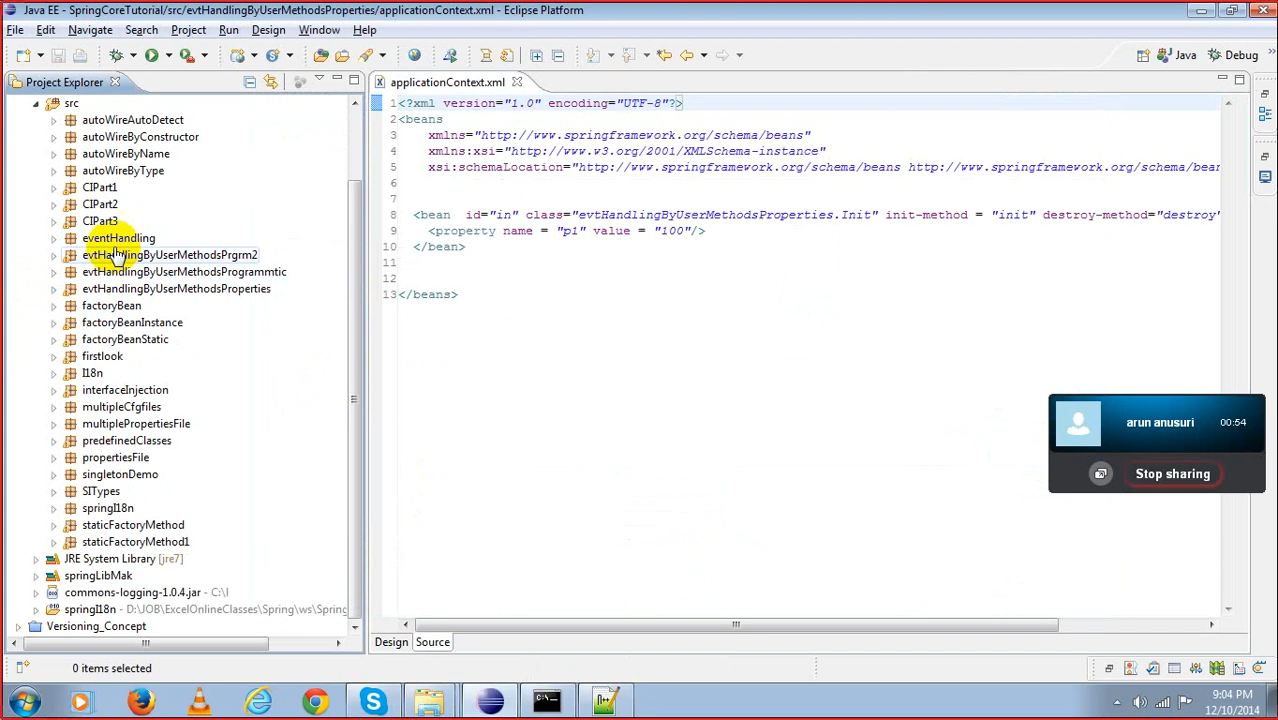 Java EE - SpringCoreTutorial/src/evtHandlingByUserMethodsProperties/applicationContext.xml - Eclipse Platform
File Edit Navigate Search Project Run Design Window Help
Java Debug
Project Explorer
applicationContext.xml
src
autoWireAutoDetect
autoWireByConstructor
autoWireByName
autoWireByType
CIPart1
CIPart2
CIPart3
eventHandling
evtHandlingByUserMethodsPrgrm2
evtHandlingByUserMethodsProgrammtic
evtHandlingByUserMethodsProperties
factoryBean
factoryBeanInstance
factoryBeanStatic
firstlook
I18n
interfaceInjection
multipleCfgfiles
multiplePropertiesFile
predefinedClasses
propertiesFile
singletonDemo
SITypes
springI18n
staticFactoryMethod
staticFactoryMethod1
JRE System Library [jre7]
springLibMak
commons-logging-1.0.4.jar - C:\I
springI18n - D:\JOB\ExcelOnlineClasses\Spring\ws\Spring
Versioning_Concept
1 <?xml version="1.0" encoding="UTF-8"?>
2 <beans
3 xmlns="http://www.springframework.org/schema/beans"
4 xmlns:xsi="http://www.w3.org/2001/XMLSchema-instance"
5 xsi:schemaLocation="http://www.springframework.org/schema/beans http://www.springframework.org/schema/bean
6
7
8 <bean id="in" class="evtHandlingByUserMethodsProperties.Init" init-method = "init" destroy-method="destroy"
9 <property name = "p1" value = "100"/>
10 </bean>
11
12
13 </beans>
arun anusuri 00:54
Stop sharing
Design Source
0 items selected
9:04 PM
12/10/2014